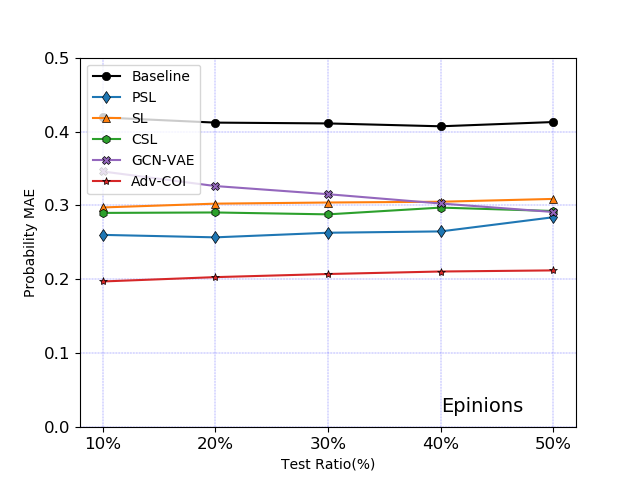 0.5
0.4
0.3
0.2
0.1
0.0
Probability MAE
Baseline
PSL
SL
CSL
GCN-VAE
Adv-COI
Epinions
10% 20% 30% 40% 50%
Test Ratio(%)